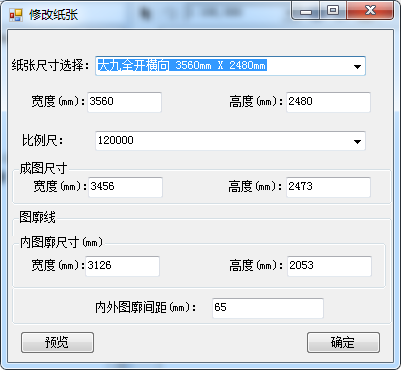 修改纸张
纸张尺寸选择: 大九全开横向 3560mm X 2480mm
宽度(mm): 3560 高度(mm): 2480
比例尺: 120000
成图尺寸
宽度(mm): 3456 高度(mm): 2473
图廓线
内图廓尺寸(mm)
宽度(mm): 3126 高度(mm): 2053
内外图廓间距(mm): 65
预览 确定